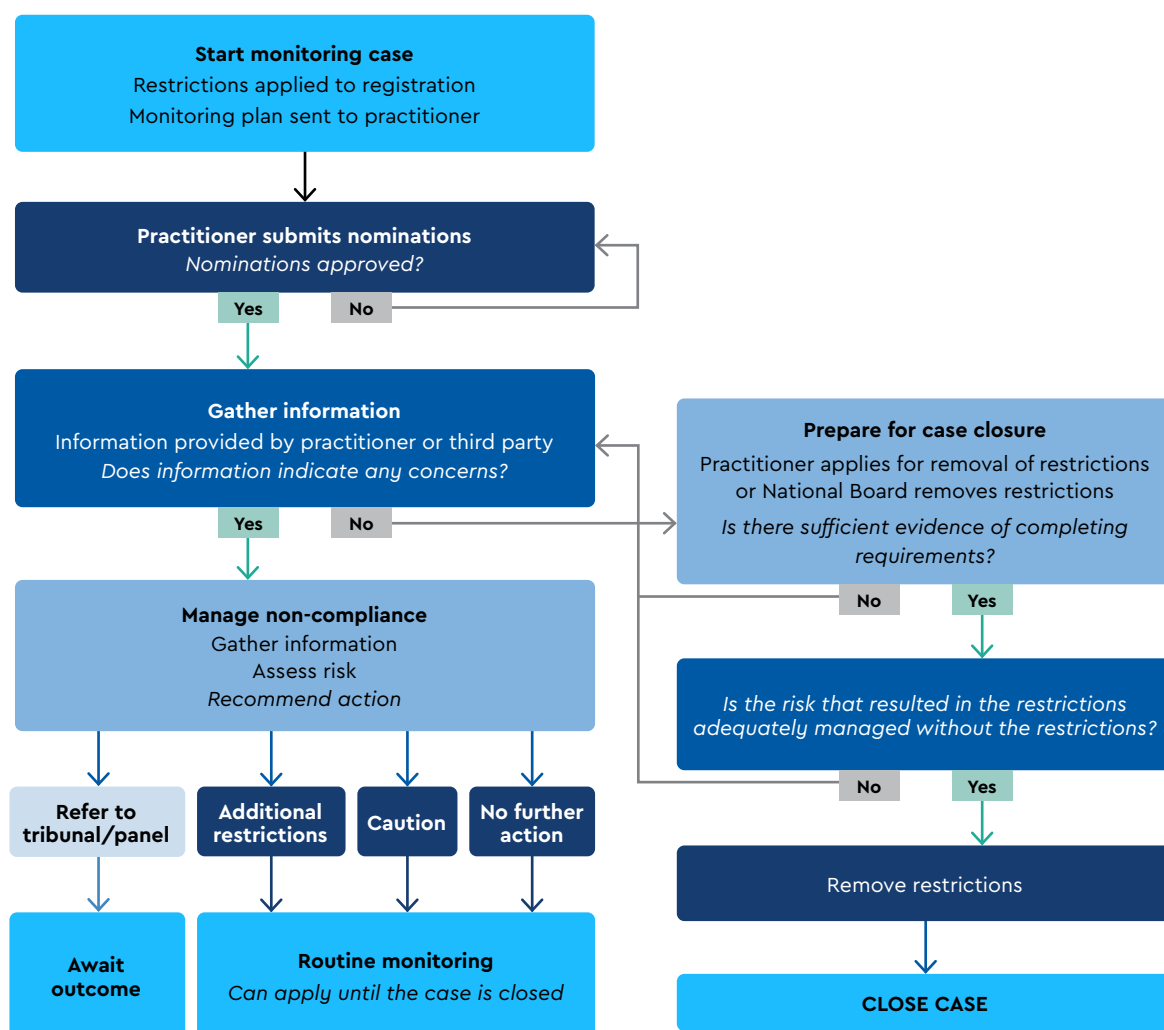 Start monitoring case
Restrictions applied to registration
Monitoring plan sent to practitioner
Practitioner submits nominations
Nominations approved?
Yes
No
Gather information
Information provided by practitioner or third party
Does information indicate any concerns?
Yes
No
Manage non-compliance
Gather information
Assess risk
Recommend action
Refer to
tribunal/panel
Additional
restrictions
Caution
No further
action
Await
outcome
Routine monitoring
Can apply until the case is closed
Prepare for case closure
Practitioner applies for removal of restrictions
or National Board removes restrictions
Is there sufficient evidence of completing
requirements?
No
Yes
Is the risk that resulted in the restrictions
adequately managed without the restrictions?
No
Yes
Remove restrictions
CLOSE CASE